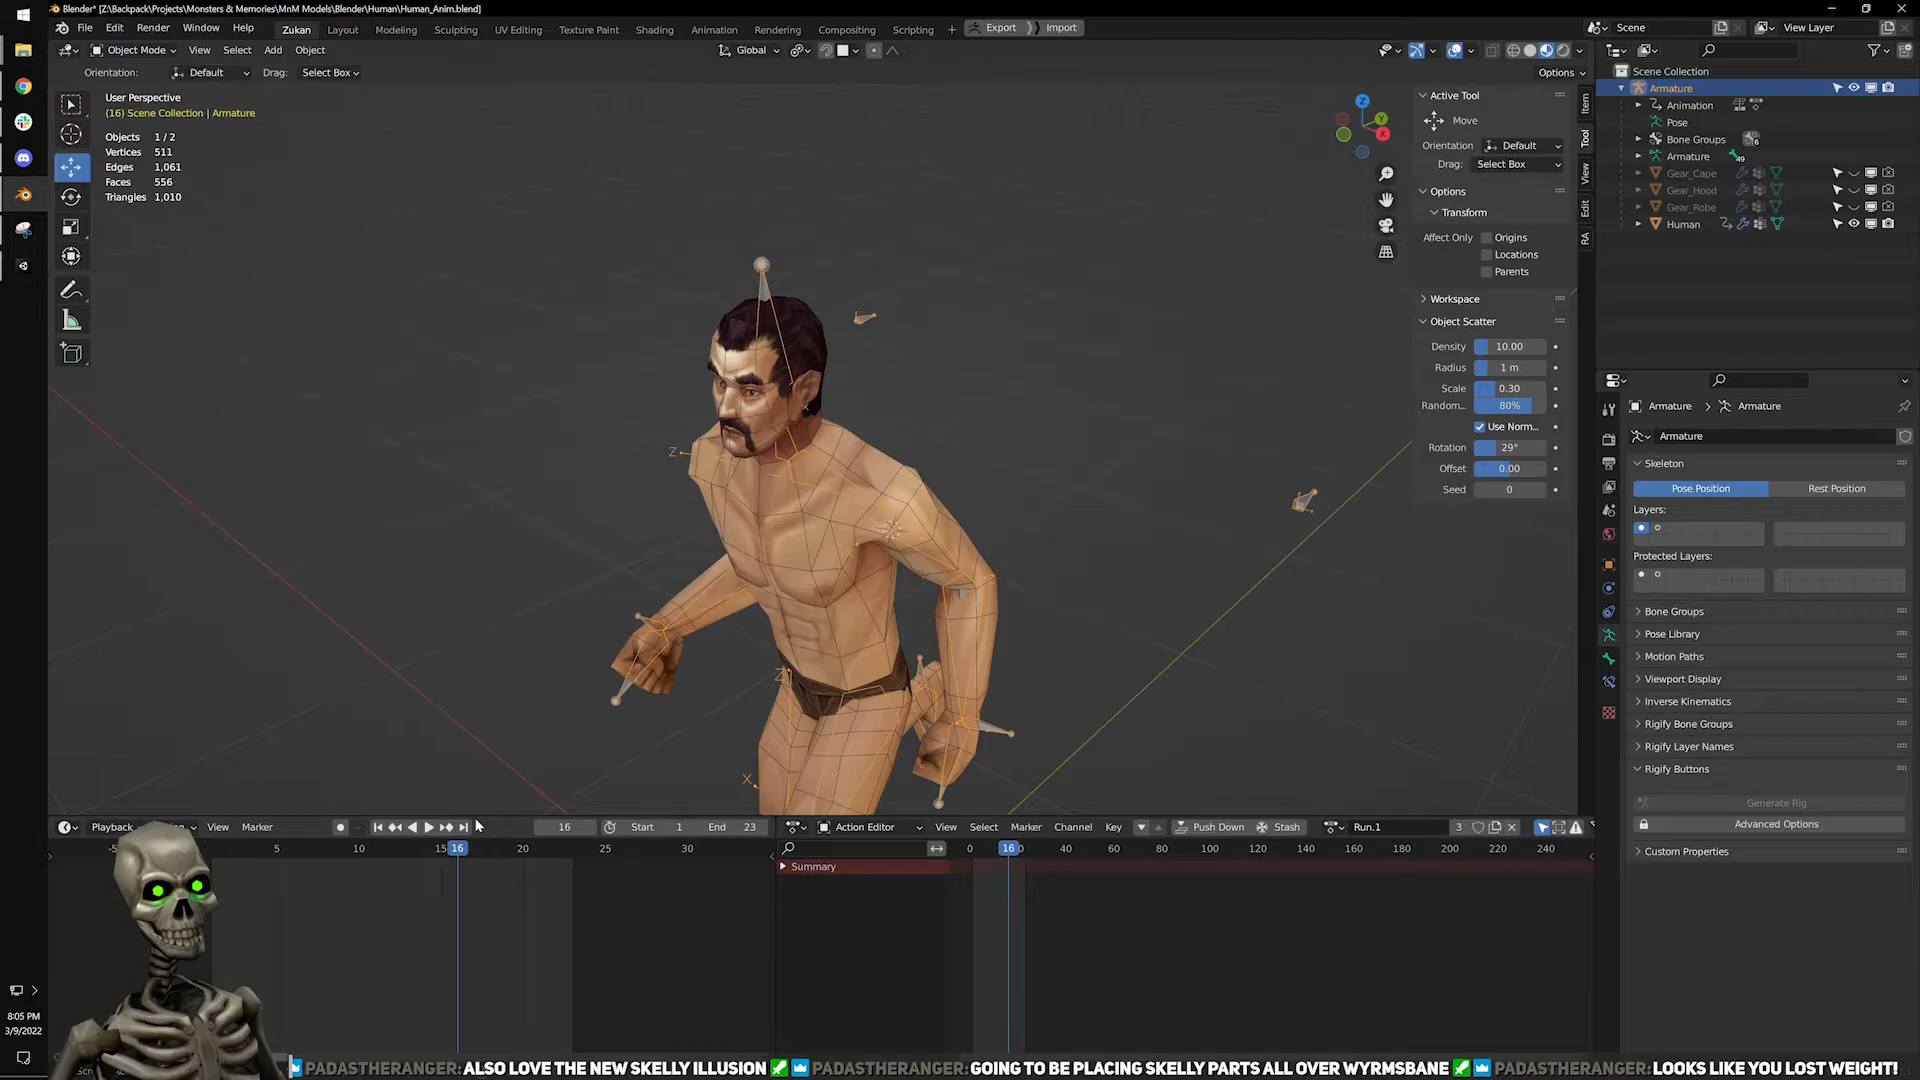 Blender* [Z:\Backpack\Projects\Monsters & Memories\MnM Models\Blender\Human\Human_Anim.blend]
File Edit Render Window Help Zukan Layout Modeling Sculpting UV Editing Texture Paint Shading Animation Rendering Compositing Scripting + Export Import Scene View Layer
Object Mode View Select Add Object Global
Orientation: Default Drag: Select Box Options
User Perspective
(16) Scene Collection | Armature
Objects 1 / 2
Vertices 511
Edges 1,061
Faces 556
Triangles 1,010
Z
X
Y
Z
X
Z
X
Active Tool
Move
Orientation Default
Drag: Select Box
Options
Transform
Affect Only Origins
Locations
Parents
Workspace
Object Scatter
Density 10.00
Radius 1 m
Scale 0.30
Random... 80%
Use Norm...
Rotation 29°
Offset 0.00
Seed 0
Item
Tool
View
Edit
RA
Scene Collection
Armature
Animation
Pose
Bone Groups 6
Armature 49
Gear_Cape
Gear_Hood
Gear_Robe
Human
Armature Armature
Armature
Skeleton
Pose Position Rest Position
Layers:
Protected Layers:
Bone Groups
Pose Library
Motion Paths
Viewport Display
Inverse Kinematics
Rigify Bone Groups
Rigify Layer Names
Rigify Buttons
Generate Rig
Advanced Options
Custom Properties
Playback View Marker 16 Start 1 End 23
-5 5 10 15 16 20 25 30
Action Editor View Select Marker Channel Key Push Down Stash Run.1 3
0 16 40 60 80 100 120 140 160 180 200 220 240
Summary
8:05 PM
3/9/2022
PADASTHERANGER: ALSO LOVE THE NEW SKELLY ILLUSION PADASTHERANGER: GOING TO BE PLACING SKELLY PARTS ALL OVER WYRMSBANE PADASTHERANGER: LOOKS LIKE YOU LOST WEIGHT!